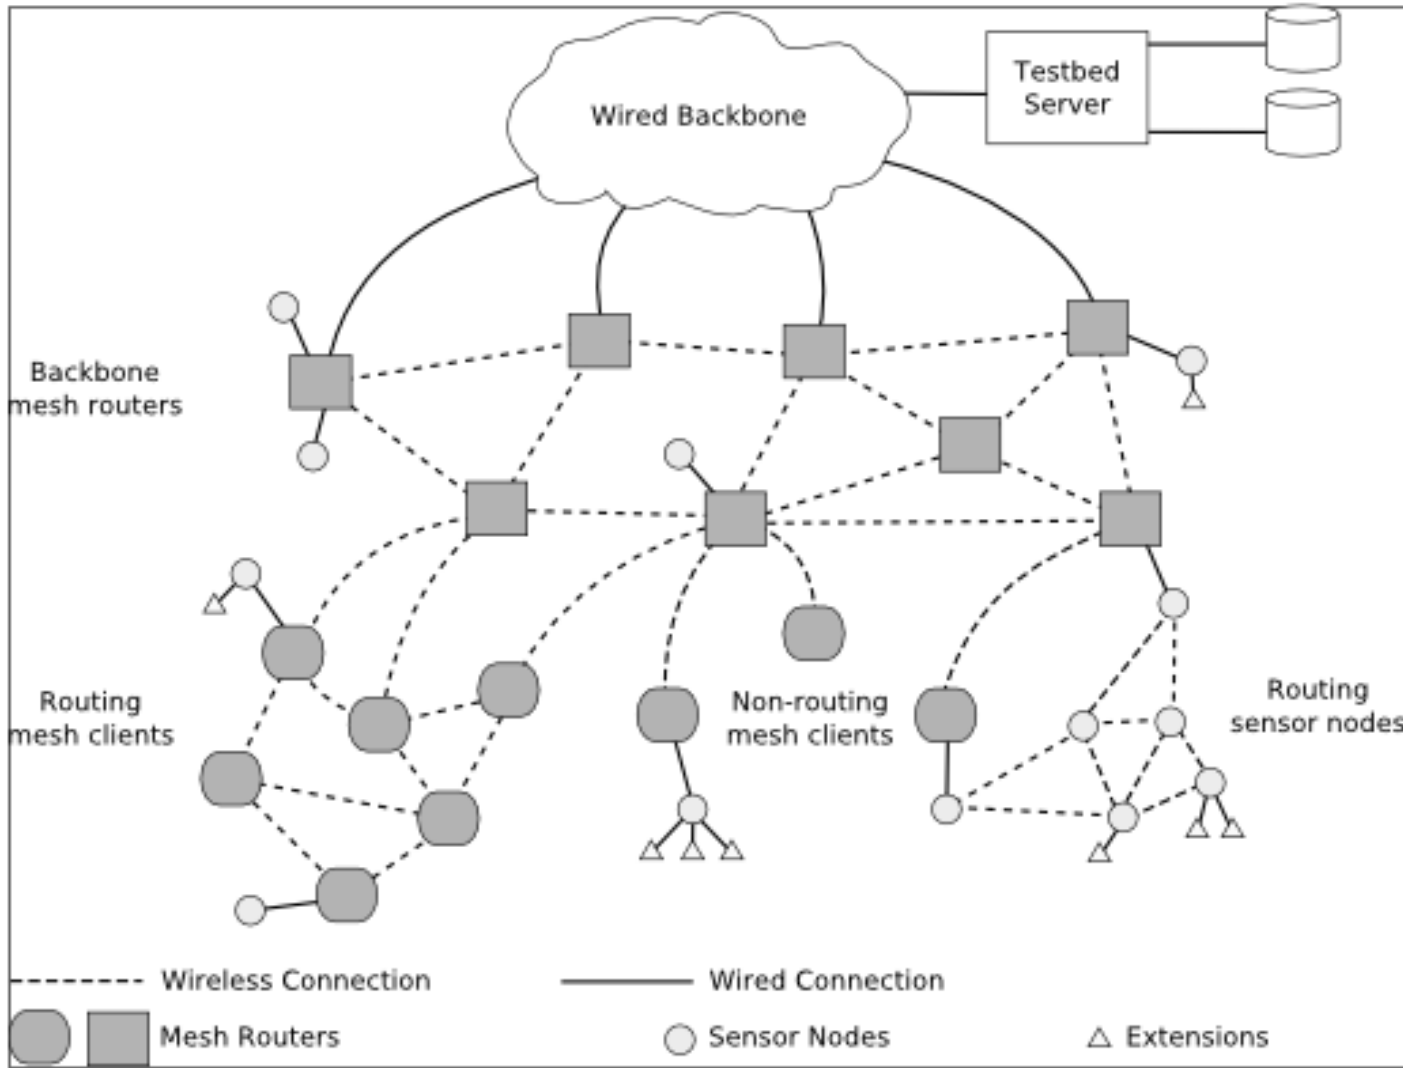 Wired Backbone
Testbed
Server
Backbone
mesh routers
Routing
mesh clients
Non-routing
mesh clients
Routing
sensor nodes
Wireless Connection
Wired Connection
Mesh Routers
Sensor Nodes
Extensions